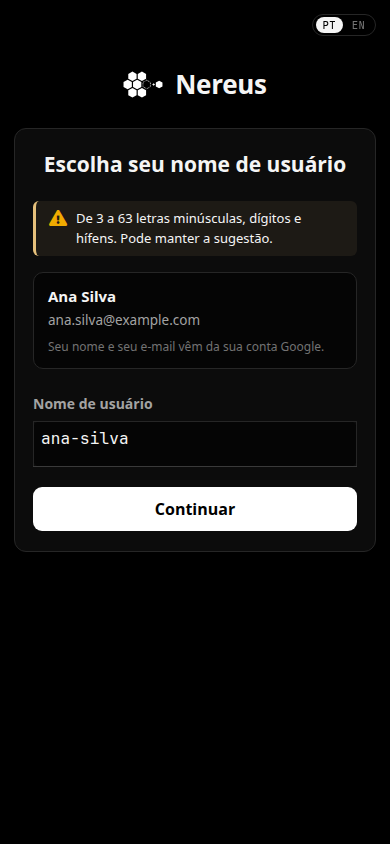 PT EN
Nereus
Escolha seu nome de usuário
De 3 a 63 letras minúsculas, dígitos e
hífens. Pode manter a sugestão.
Ana Silva
ana.silva@example.com
Seu nome e seu e-mail vêm da sua conta Google.
Nome de usuário
ana-silva
Continuar